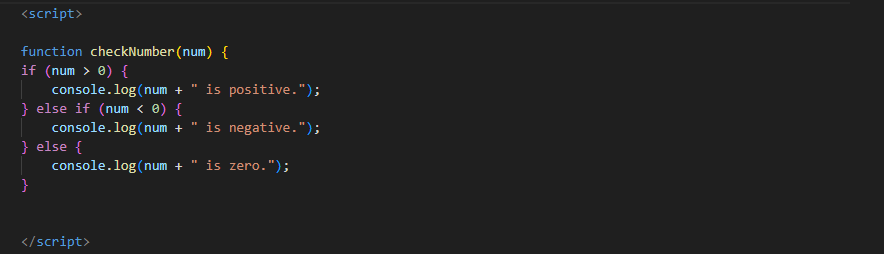 <script>
function checkNumber(num) {
if (num > 0) {
    console.log(num + " is positive.");
} else if (num < 0) {
    console.log(num + " is negative.");
} else {
    console.log(num + " is zero.");
}
</script>